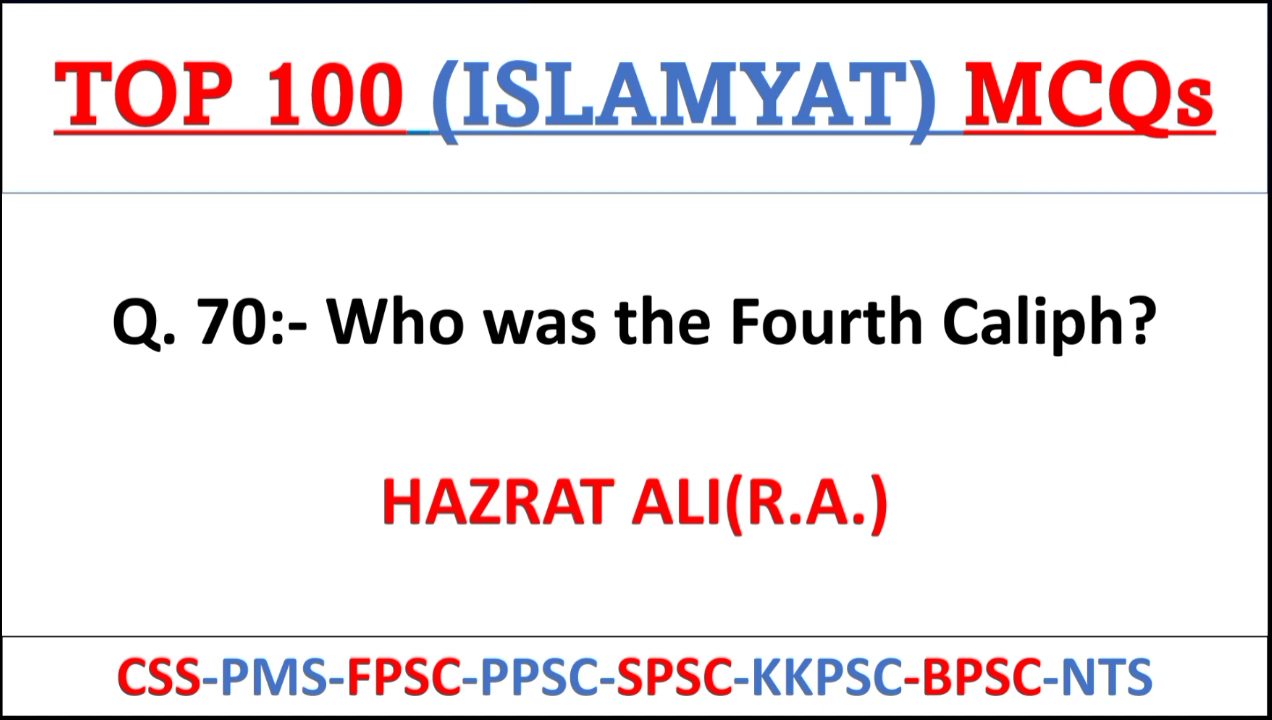 TOP 100 (ISLAMYAT) MCQs
Q. 70:- Who was the Fourth Caliph?
HAZRAT ALI(R.A.)
CSS-PMS-FPSC-PPSC-SPSC-KKPSC-BPSC-NTS